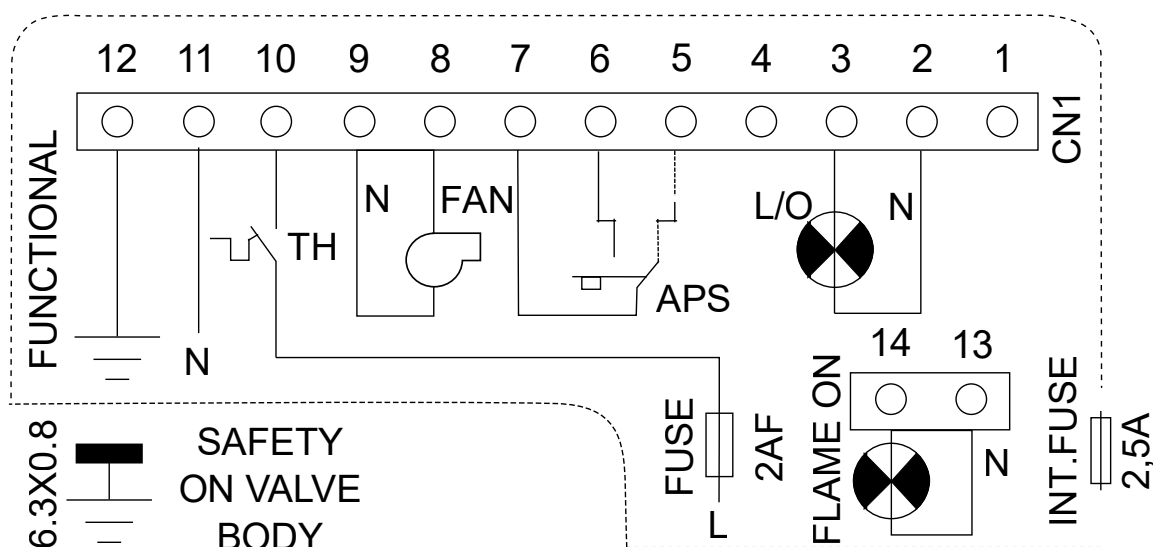 12 11 10 9 8 7 6 5 4 3 2 1
CN1
FUNCTIONAL
N
FAN
L/O
N
TH
APS
N
14 13
FLAME ON
N
FUSE
2AF
L
INT.FUSE
2,5A
6.3X0.8
SAFETY
ON VALVE
BODY